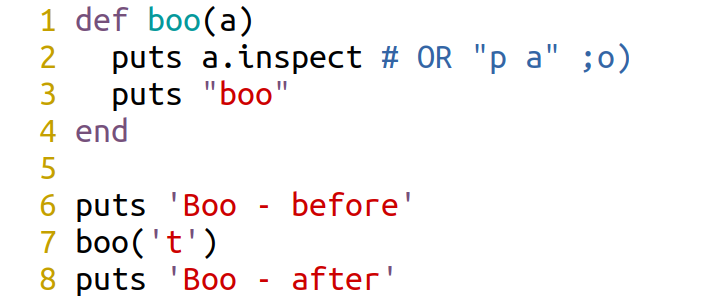 1 def boo(a)
2   puts a.inspect # OR "p a" ;o)
3   puts "boo"
4 end
5
6 puts 'Boo - before'
7 boo('t')
8 puts 'Boo - after'